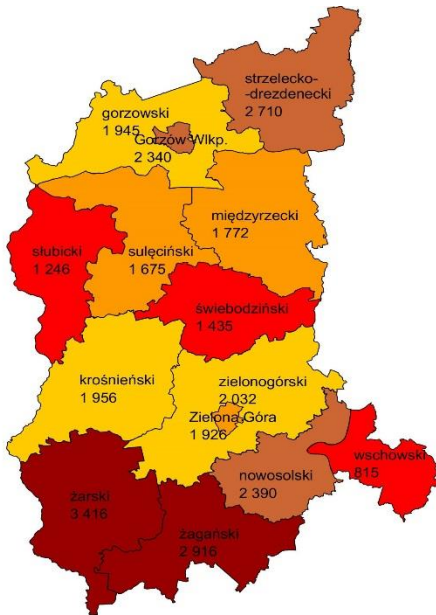 strzelecko-
-drezdenecki
2 710
gorzowski
1 945
Gorzów Wlkp.
2 340
międzyrzecki
1 772
słubicki
1 246
sulęciński
1 675
świebodziński
1 435
krośnieński
1 956
zielonogórski
2 032
Zielona Góra
1 926
wschowski
815
nowosolski
2 390
żarski
3 416
żagański
2 916